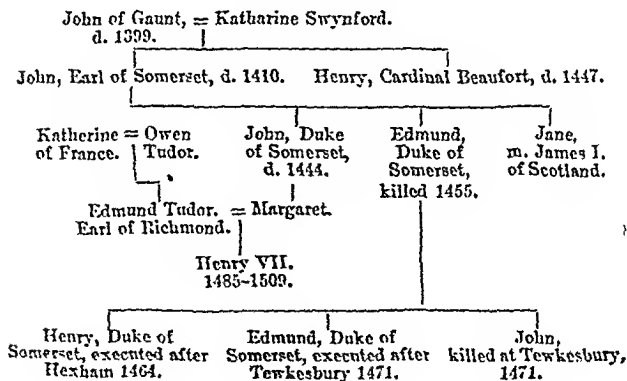 John of Gaunt, = Katharine Swynford.
d. 1399.
John, Earl of Somerset, d. 1410. Henry, Cardinal Beaufort, d. 1447.
Katherine = Owen
of France. Tudor.
John, Duke
of Somerset,
d. 1444.
Edmund,
Duke of
Somerset,
killed 1455.
Jane,
m. James I.
of Scotland.
Edmund Tudor. = Margaret.
Earl of Richmond.
Henry VII.
1485-1509.
Henry, Duke of
Somerset, executed after
Hexham 1464.
Edmund, Duke of
Somerset, executed after
Tewkesbury 1471.
John,
killed at Tewkesbury,
1471.